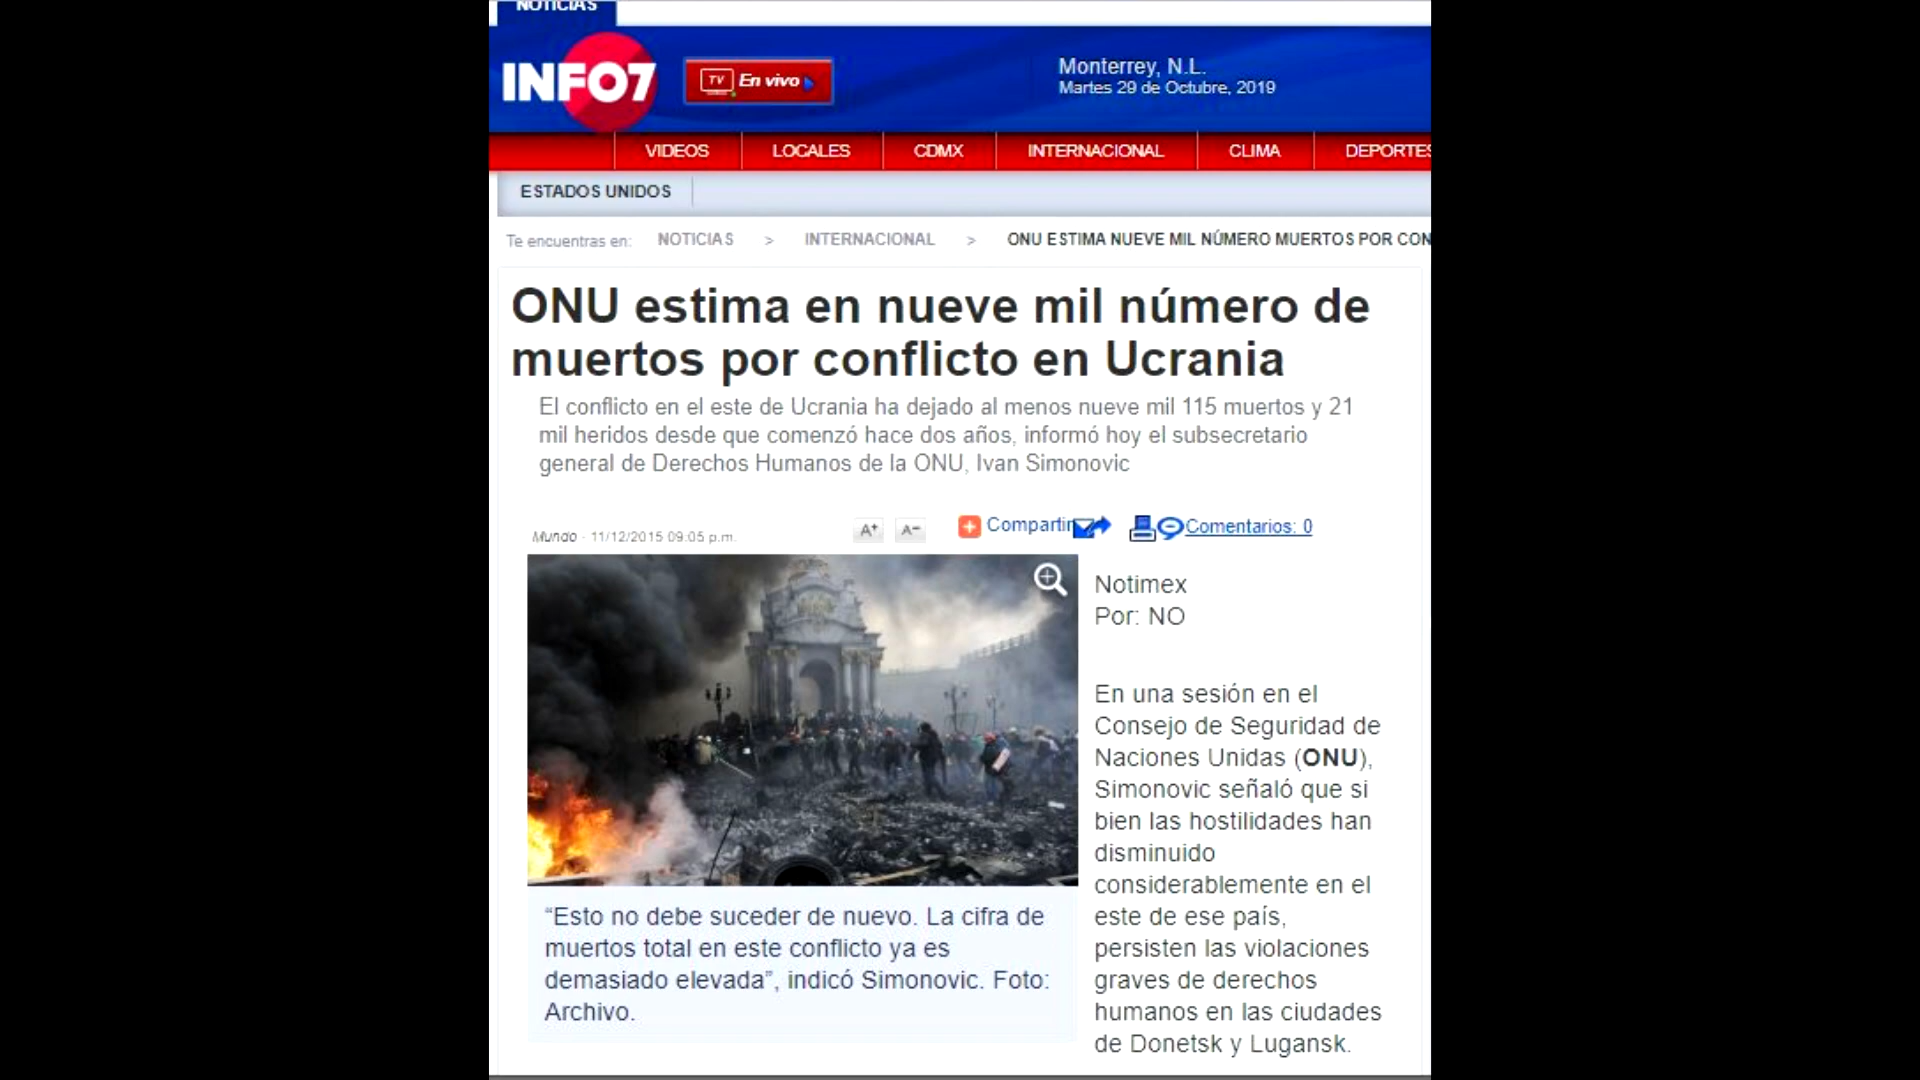 NOTICIAS
INFO7
TV En vivo
Monterrey, N.L.
Martes 29 de Octubre, 2019
VIDEOS LOCALES CDMX INTERNACIONAL CLIMA DEPORTES
ESTADOS UNIDOS
Te encuentras en: NOTICIAS > INTERNACIONAL > ONU ESTIMA NUEVE MIL NÚMERO MUERTOS POR CON
ONU estima en nueve mil número de
muertos por conflicto en Ucrania
El conflicto en el este de Ucrania ha dejado al menos nueve mil 115 muertos y 21
mil heridos desde que comenzó hace dos años, informó hoy el subsecretario
general de Derechos Humanos de la ONU, Ivan Simonovic
Mundo - 11/12/2015 09.05 p.m.
A+ A- Compartir Comentarios: 0
“Esto no debe suceder de nuevo. La cifra de
muertos total en este conflicto ya es
demasiado elevada”, indicó Simonovic. Foto:
Archivo.
Notimex
Por: NO
En una sesión en el
Consejo de Seguridad de
Naciones Unidas (ONU),
Simonovic señaló que si
bien las hostilidades han
disminuido
considerablemente en el
este de ese país,
persisten las violaciones
graves de derechos
humanos en las ciudades
de Donetsk y Lugansk.